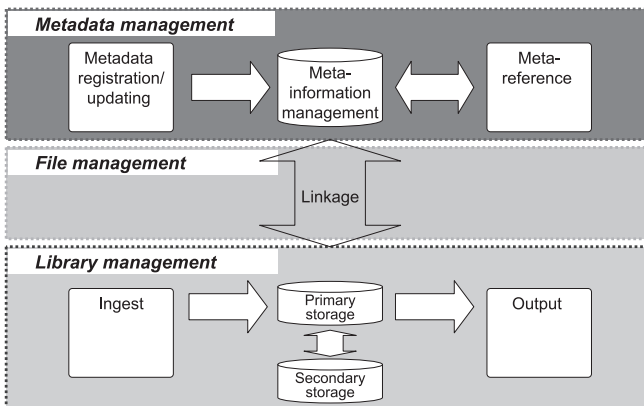 Metadata management
Metadata
registration/
updating
Meta-
information
management
Meta-
reference
File management
Linkage
Library management
Ingest
Primary
storage
Output
Secondary
storage